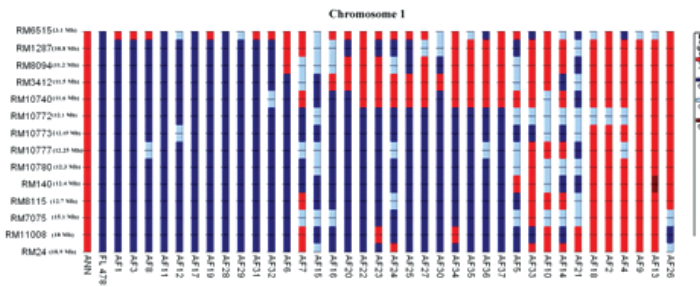 Chromosome 1
RM6515(3.1 Mb)
RM1287(10.8 Mb)
RM8094(11.2 Mb)
RM3412(11.5 Mb)
RM10740(11.6 Mb)
RM10772(12.1 Mb)
RM10773(12.15 Mb)
RM10777(12.25 Mb)
RM10780(12.3 Mb)
RM140(12.4 Mb)
RM8115(12.7 Mb)
RM7075(15.1 Mb)
RM11008(18 Mb)
RM24(18.9 Mb)
ANN FL 478 AF1 AF3 AF8 AF11 AF12 AF17 AF19 AF28 AF29 AF31 AF32 AF6 AF7 AF15 AF16 AF20 AF22 AF23 AF24 AF25 AF27 AF30 AF34 AF35 AF36 AF37 AF5 AF33 AF10 AF14 AF21 AF18 AF2 AF4 AF9 AF13 AF26